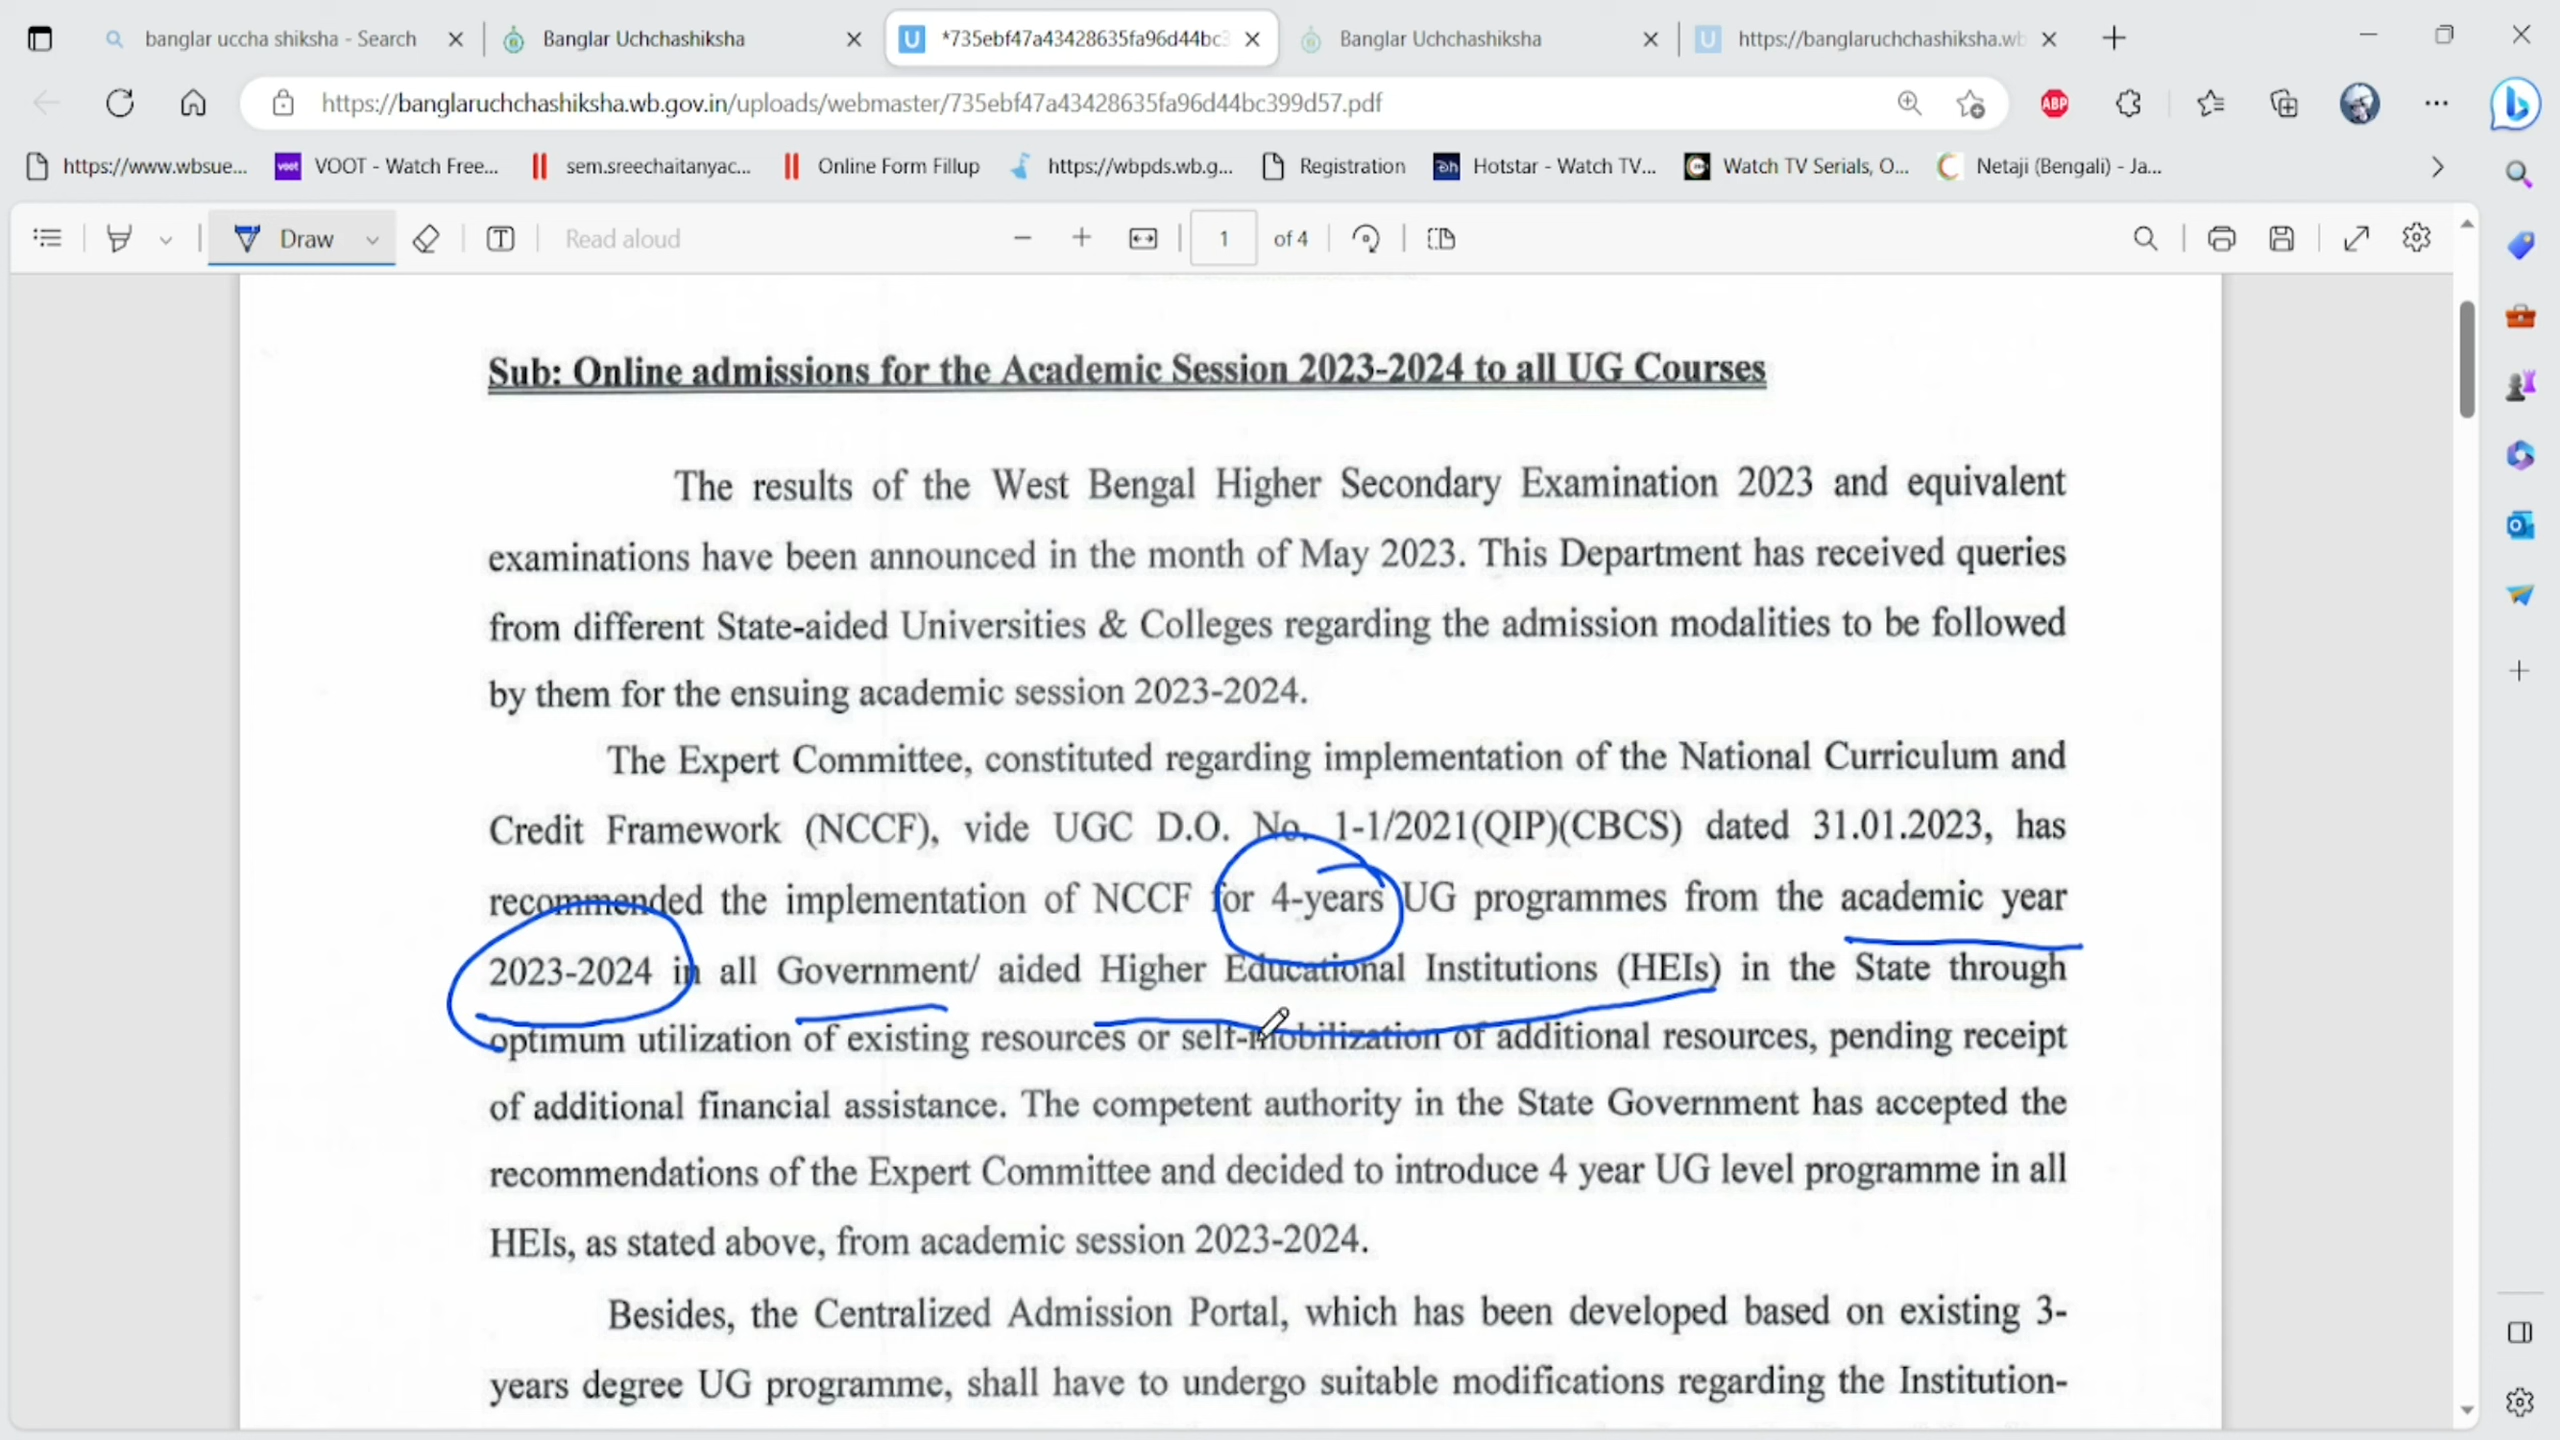 banglar uccha shiksha - Search
Banglar Uchchashiksha
*735ebf47a43428635fa96d44bc3
Banglar Uchchashiksha
https://banglaruchchashiksha.wb
https://banglaruchchashiksha.wb.gov.in/uploads/webmaster/735ebf47a43428635fa96d44bc399d57.pdf
ABP
https://www.wbsue...
voot
VOOT - Watch Free...
sem.sreechaitanyac...
Online Form Fillup
https://wbpds.wb.g...
Registration
Hotstar - Watch TV...
Watch TV Serials, O...
Netaji (Bengali) - Ja...
Draw
Read aloud
1 of 4
Sub: Online admissions for the Academic Session 2023-2024 to all UG Courses
The results of the West Bengal Higher Secondary Examination 2023 and equivalent
examinations have been announced in the month of May 2023. This Department has received queries
from different State-aided Universities & Colleges regarding the admission modalities to be followed
by them for the ensuing academic session 2023-2024.
The Expert Committee, constituted regarding implementation of the National Curriculum and
Credit Framework (NCCF), vide UGC D.O. No. 1-1/2021(QIP)(CBCS) dated 31.01.2023, has
recommended the implementation of NCCF for 4-years UG programmes from the academic year
2023-2024 in all Government/ aided Higher Educational Institutions (HEIs) in the State through
optimum utilization of existing resources or self-mobilization of additional resources, pending receipt
of additional financial assistance. The competent authority in the State Government has accepted the
recommendations of the Expert Committee and decided to introduce 4 year UG level programme in all
HEIs, as stated above, from academic session 2023-2024.
Besides, the Centralized Admission Portal, which has been developed based on existing 3-
years degree UG programme, shall have to undergo suitable modifications regarding the Institution-